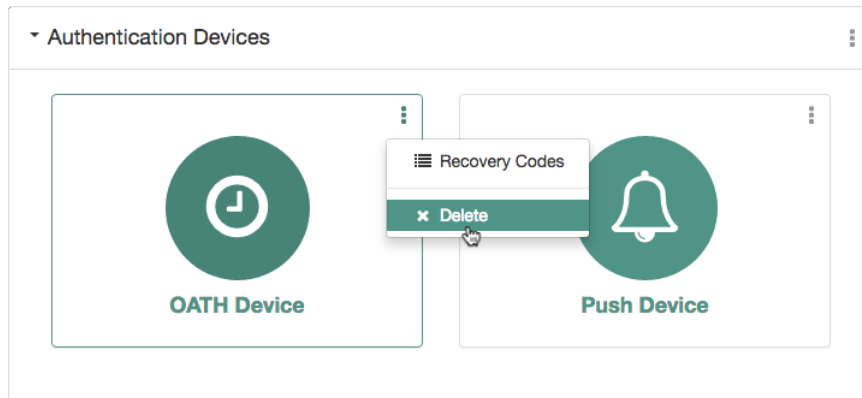 Authentication Devices
Recovery Codes
Delete
OATH Device
Push Device